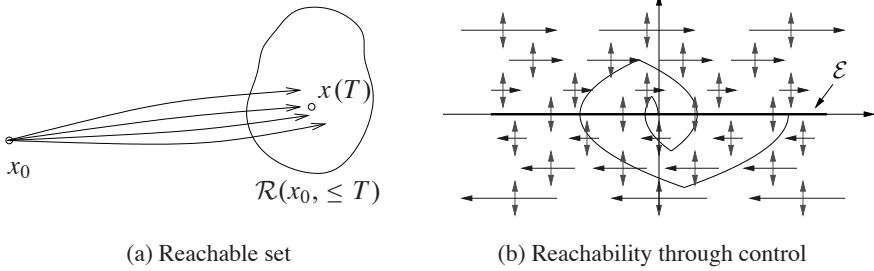 x(T)
ℰ
x₀
ℛ(x₀, ≤ T)
(a) Reachable set
(b) Reachability through control